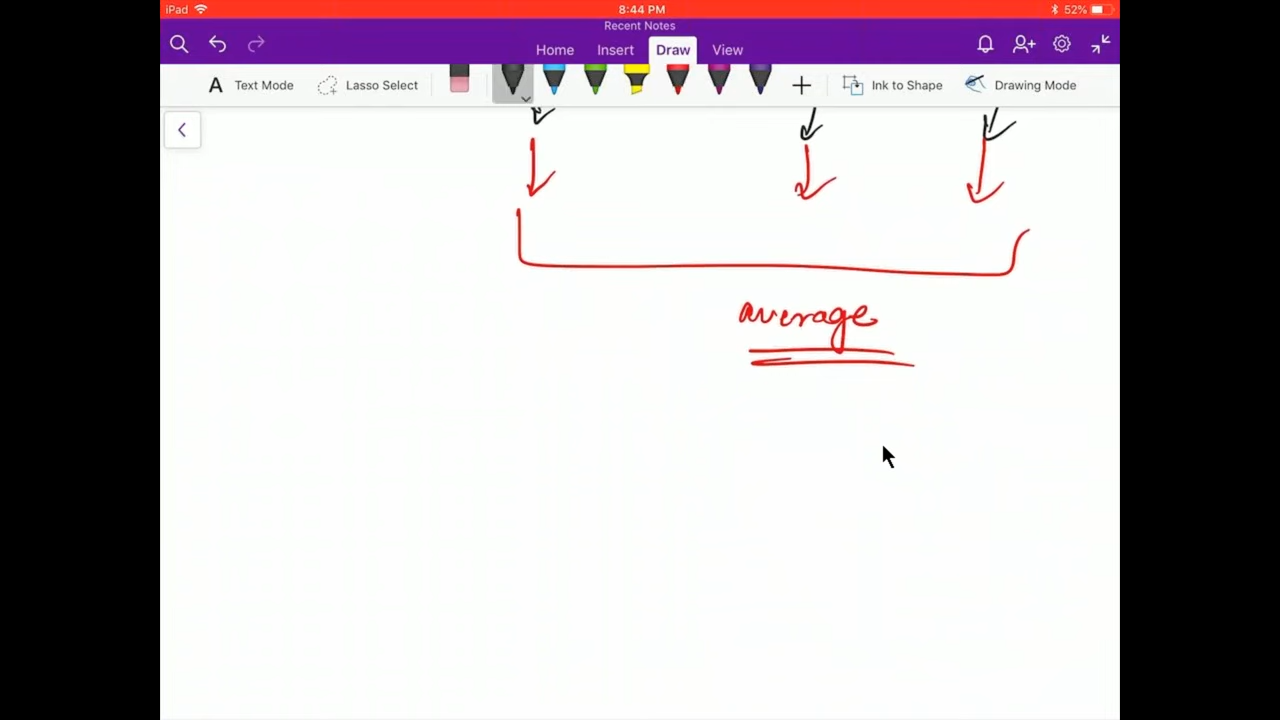 iPad 8:44 PM 52%
Recent Notes
Home Insert Draw View
A Text Mode Lasso Select Ink to Shape Drawing Mode
average